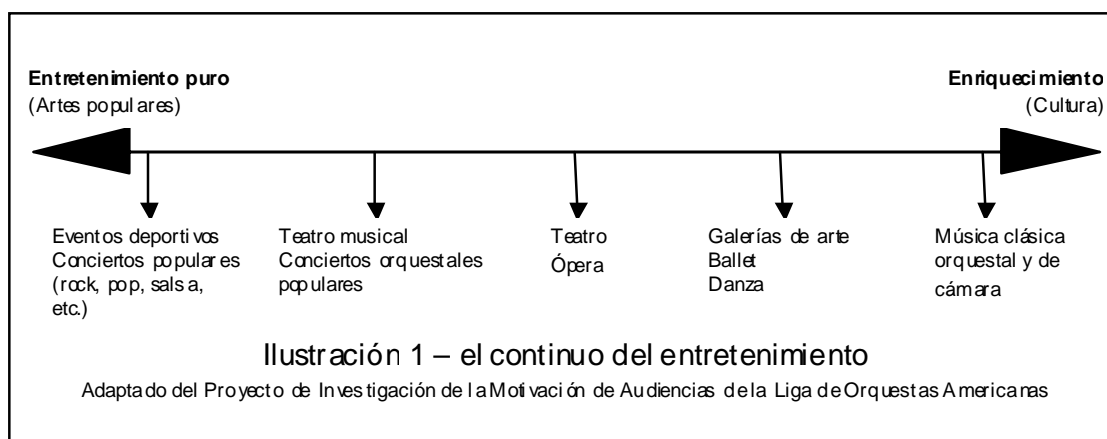 Entretenimiento puro
(Artes populares)
Enriquecimiento
(Cultura)
Eventos deportivos
Conciertos populares
(rock, pop, salsa,
etc.)
Teatro musical
Conciertos orquestales
populares
Teatro
Ópera
Galerías de arte
Ballet
Danza
Música clásica
orquestal y de
cámara
Ilustración 1 – el continuo del entretenimiento
Adaptado del Proyecto de Investigación de la Motivación de Audiencias de la Liga de Orquestas Americanas